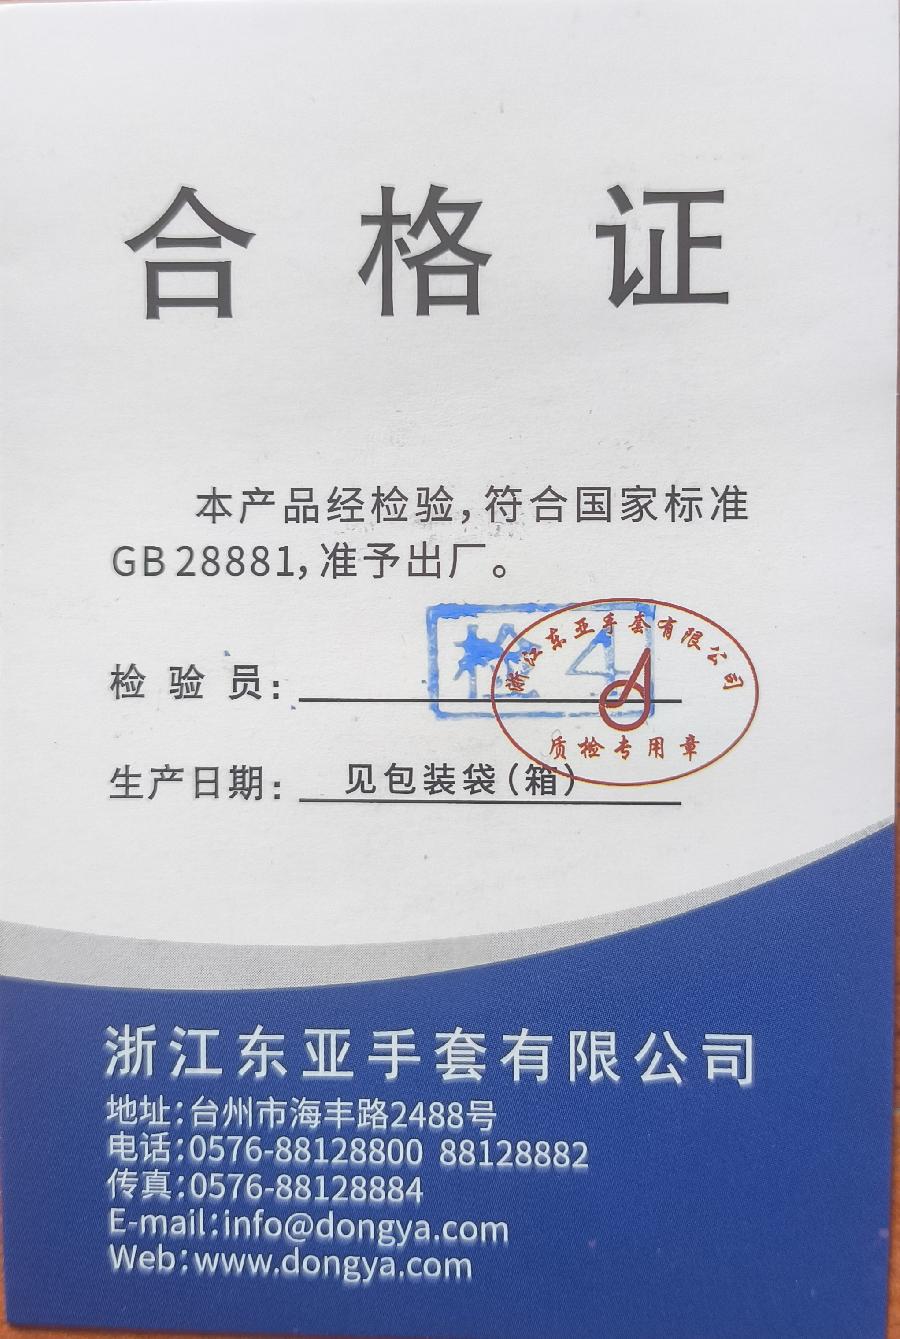 合格证
本产品经检验，符合国家标准
GB 28881，准予出厂。
检 4
浙江东亚手套有限公司
检验员：
质检专用章
生产日期： 见包装袋（箱）
浙江东亚手套有限公司
地址：台州市海丰路2488号
电话：0576-88128800 88128882
传真：0576-88128884
E-mail：info@dongya.com
Web：www.dongya.com